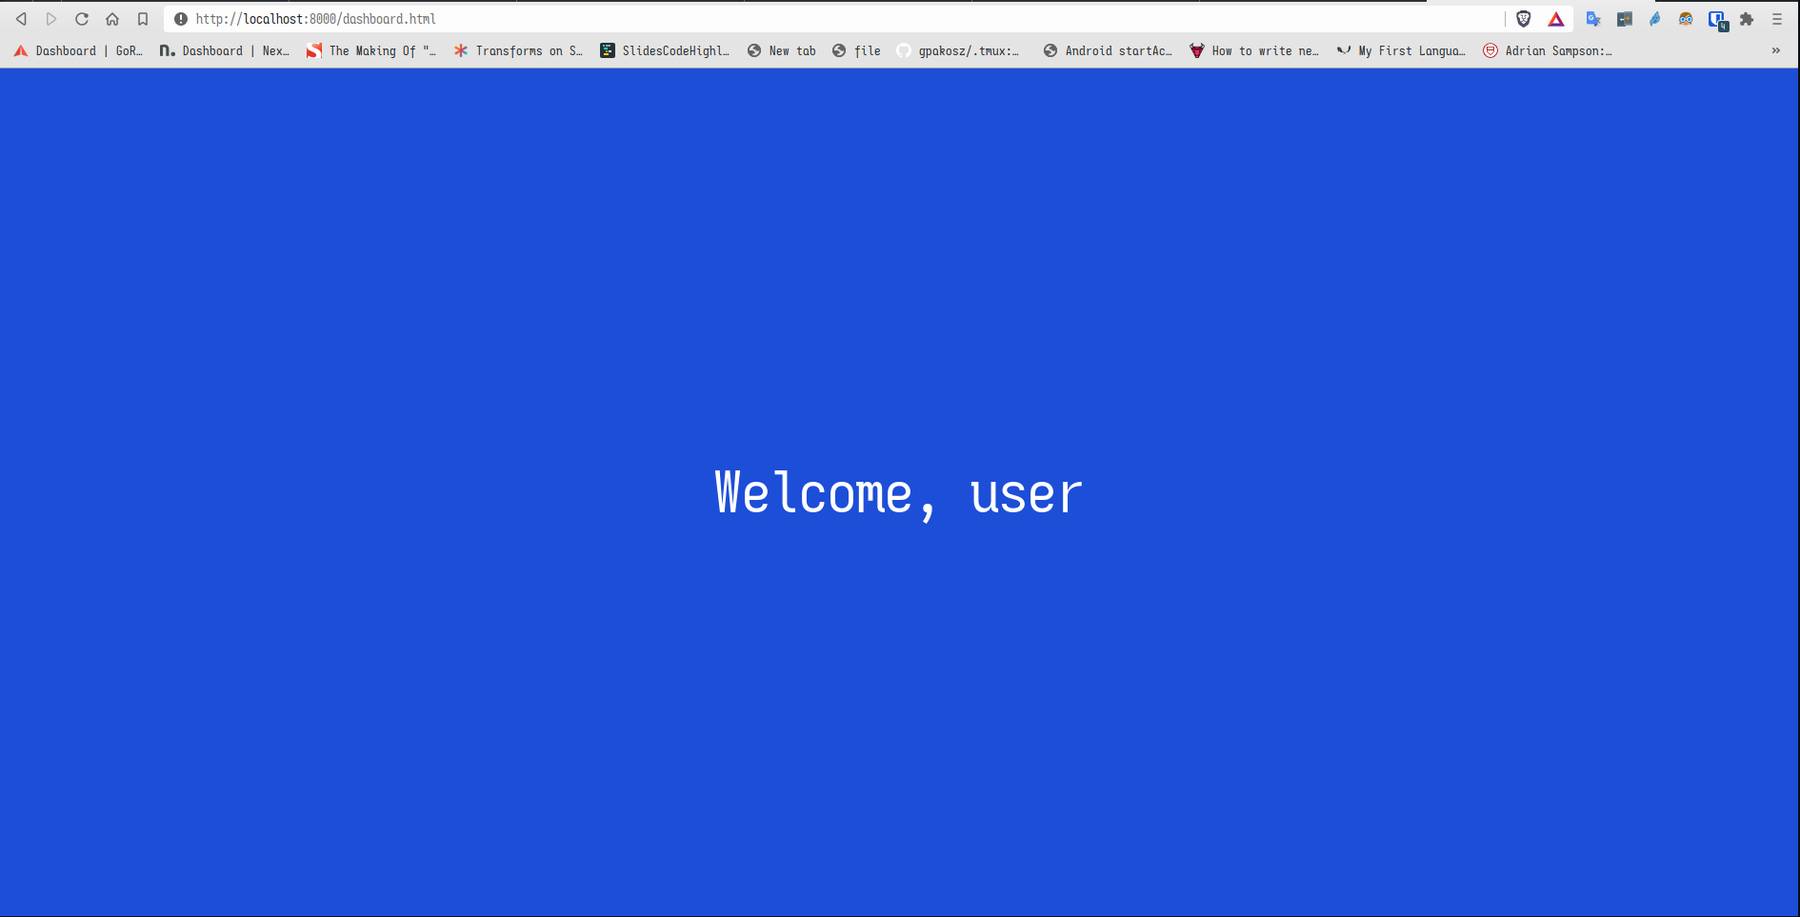 http://localhost:8000/dashboard.html
Dashboard | GoR… Dashboard | Nex… The Making Of "… Transforms on S… SlidesCodeHighl… New tab file gpakosz/.tmux:… Android startAc… How to write ne… My First Langua… Adrian Sampson:… »
Welcome, user